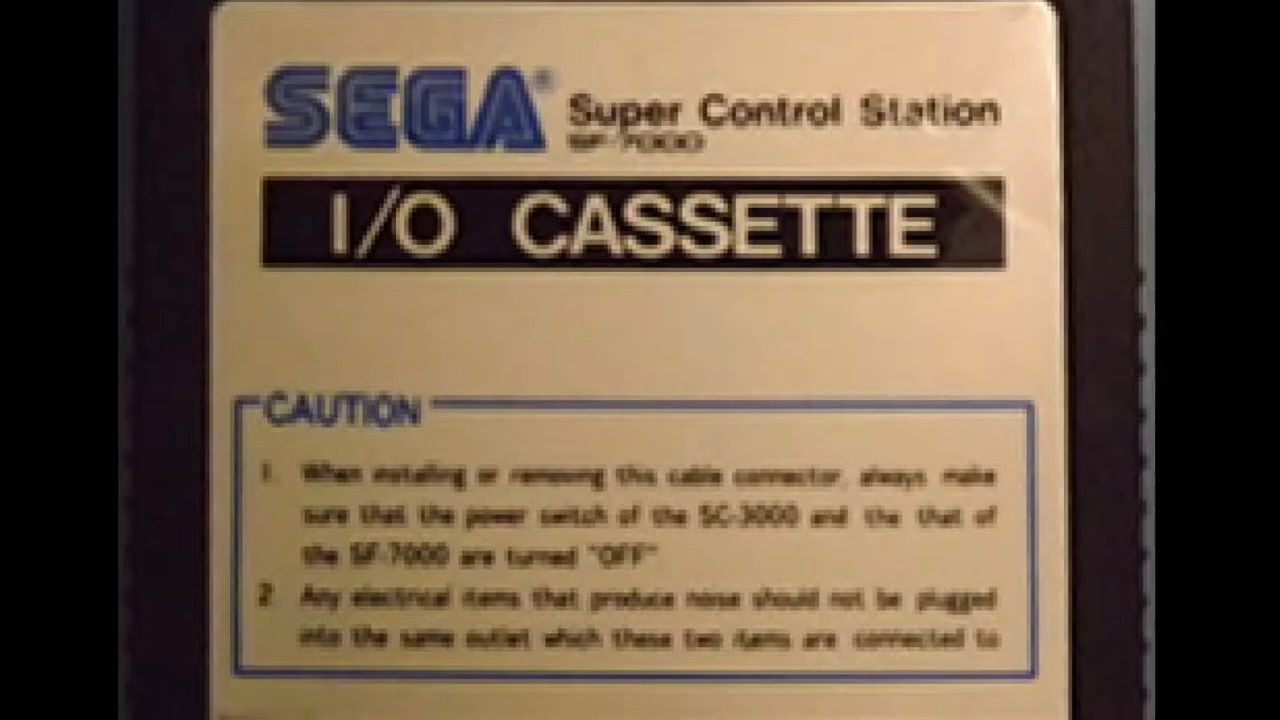 SEGA® Super Control Station
SF-7000
I/O CASSETTE
CAUTION
1. When installing or removing this cable connector, always make
sure that the power switch of the SC-3000 and the that of
the SF-7000 are turned "OFF"
2 Any electrical items that produce noise should not be plugged
into the same outlet which these two items are connected to